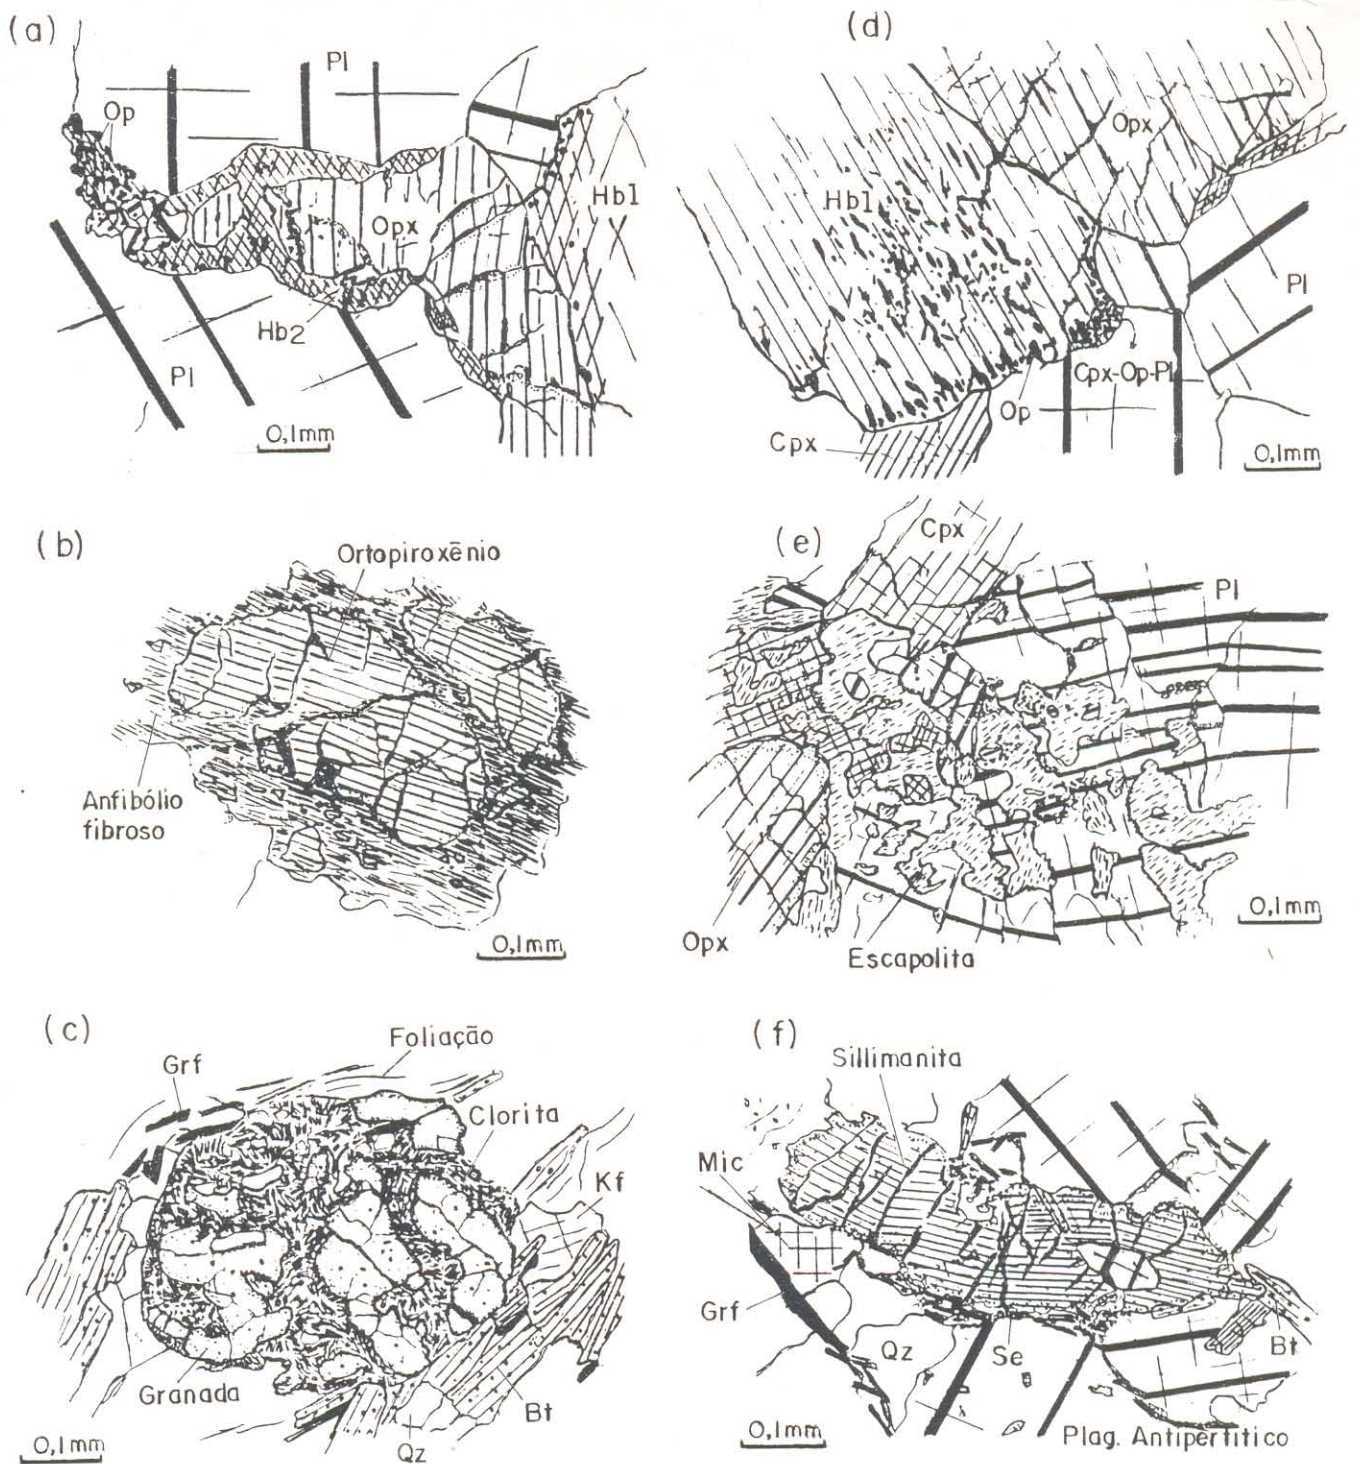 (a)
Pl
Op
Hbl
Opx
Hb2
Pl
0,1mm
(d)
Opx
Hbl
Pl
Cpx-Op-Pl
Op
Cpx
0,1mm
(b)
Ortopiroxênio
Anfibólio
fibroso
0,1mm
(e)
Cpx
Pl
Opx
Escapolita
0,1mm
(c)
Foliação
Grf
Clorita
Kf
Granada
Bt
Qz
0,1mm
(f)
Sillimanita
Mic
Grf
Qz
Se
Bt
0,1mm
Plag. Antipertítico